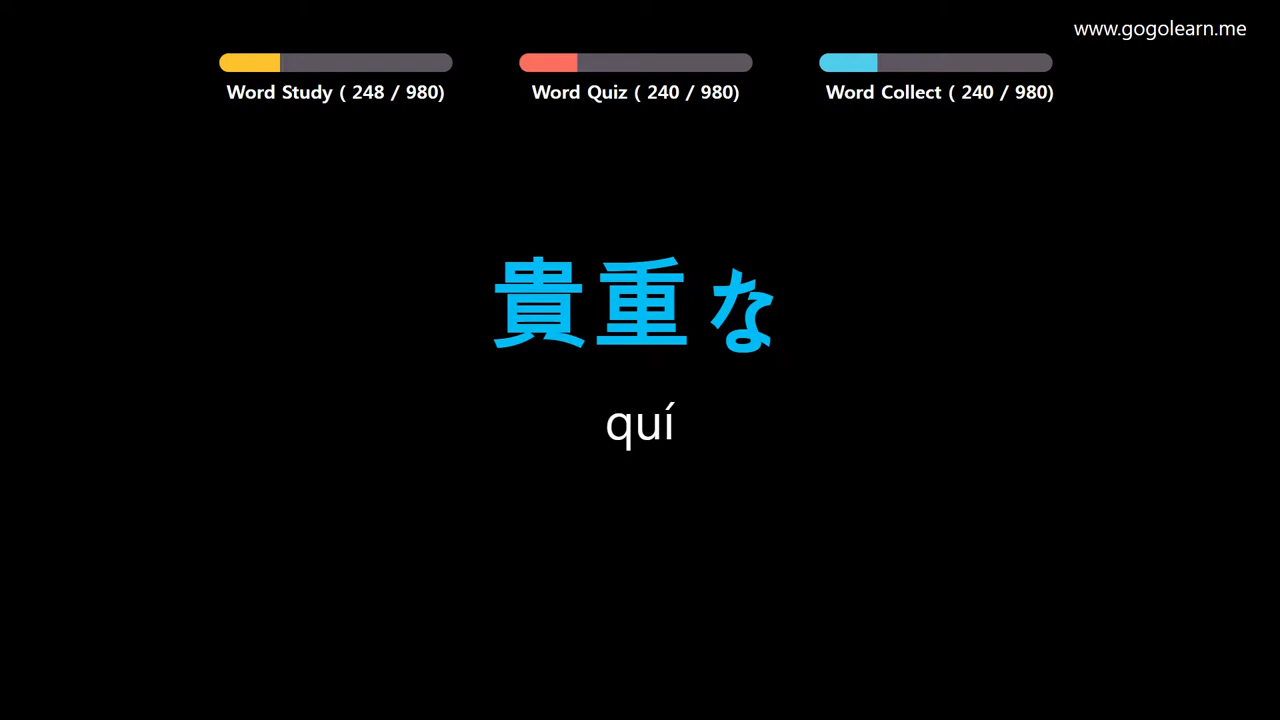 www.gogolearn.me
Word Study ( 248 / 980)
Word Quiz ( 240 / 980)
Word Collect ( 240 / 980)
貴重な
quí